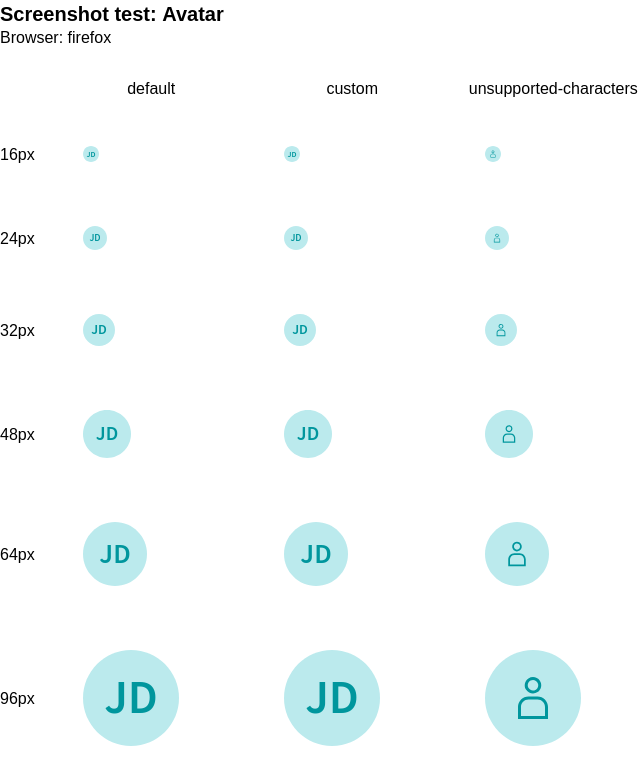 Screenshot test: Avatar
Browser: firefox
default custom unsupported-characters
16px JD JD
24px JD JD
32px JD JD
48px JD JD
64px JD JD
96px JD JD